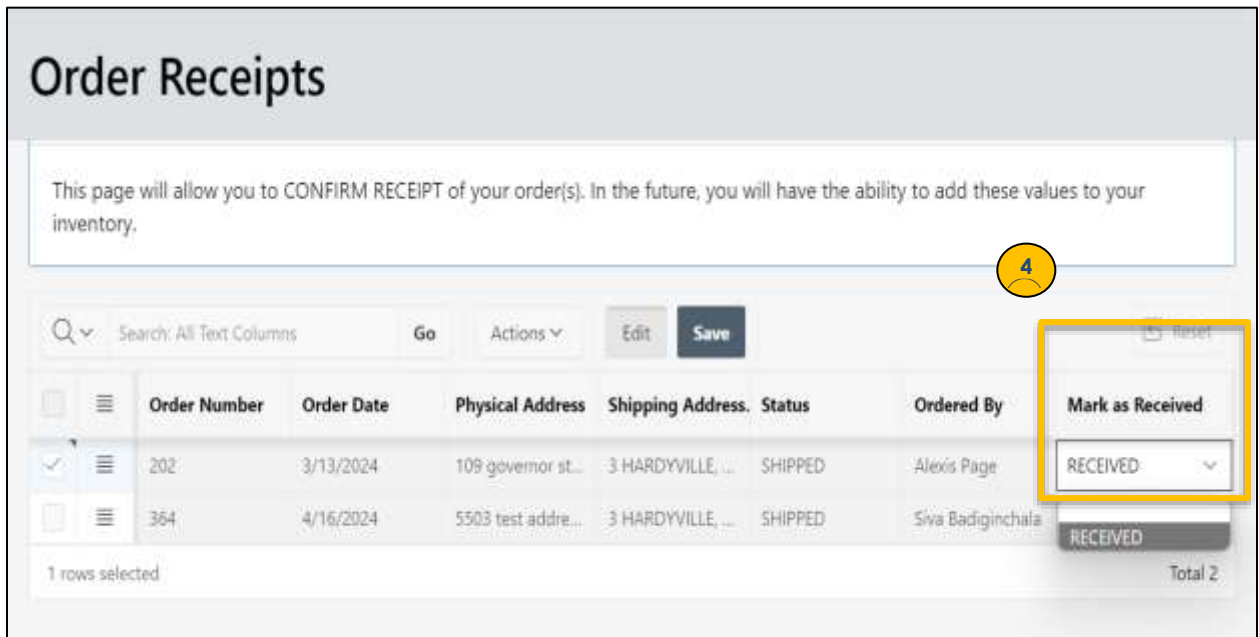 Order Receipts
This page will allow you to CONFIRM RECEIPT of your order(s). In the future, you will have the ability to add these values to your
inventory.
4
Search: All Text Columns Go Actions Edit Save Reset
Order Number Order Date Physical Address Shipping Address. Status Ordered By Mark as Received
202 3/13/2024 109 governor st... 3 HARDYVILLE, ... SHIPPED Alexis Page RECEIVED
364 4/16/2024 5503 test addre... 3 HARDYVILLE, ... SHIPPED Siva Badiginchala
RECEIVED
1 rows selected Total 2